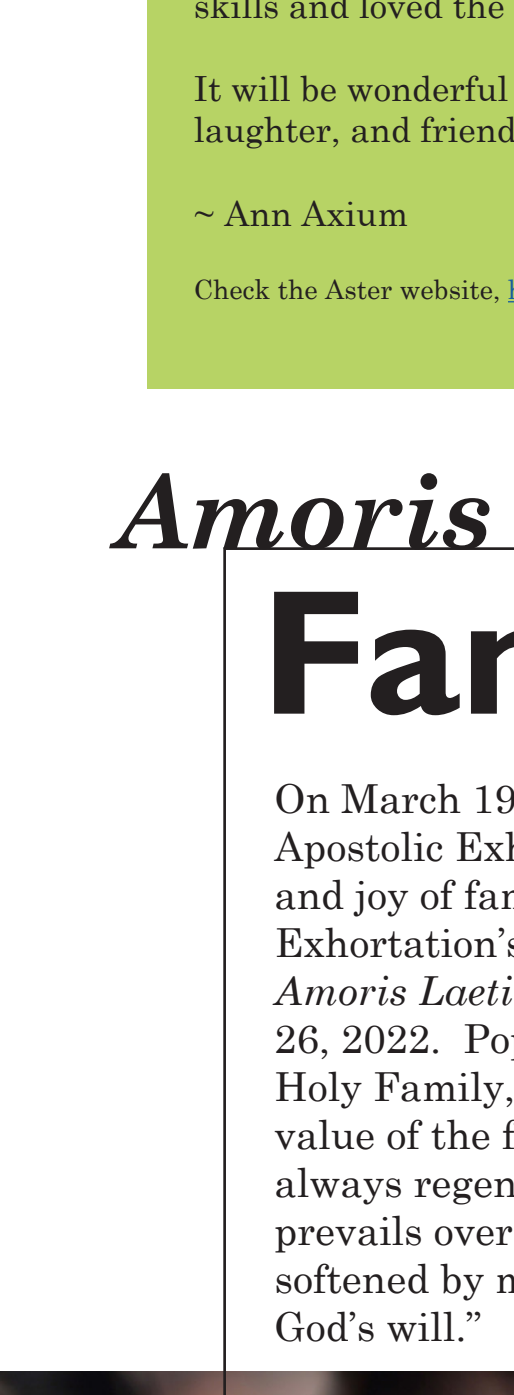 skills and loved the
It will be wonderful
laughter, and friend
~ Ann Axium
Check the Aster website, h
Amoris
Fam
On March 19
Apostolic Exh
and joy of fam
Exhortation's
Amoris Laeti
26, 2022.  Pop
Holy Family,
value of the f
always regen
prevails over
softened by m
God's will.”